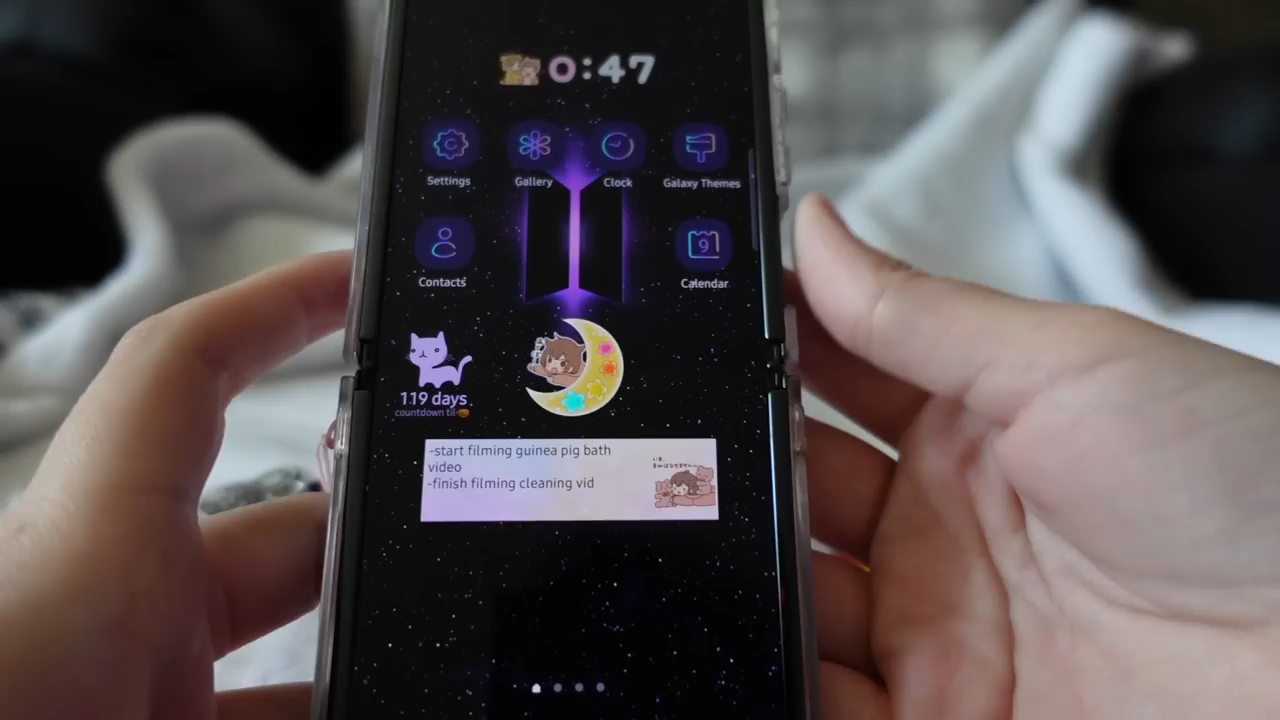 0:47
Settings
Gallery
Clock
Galaxy Themes
Contacts
9
Calendar
119 days
countdown til🎃
-start filming guinea pig bath
video
-finish filming cleaning vid